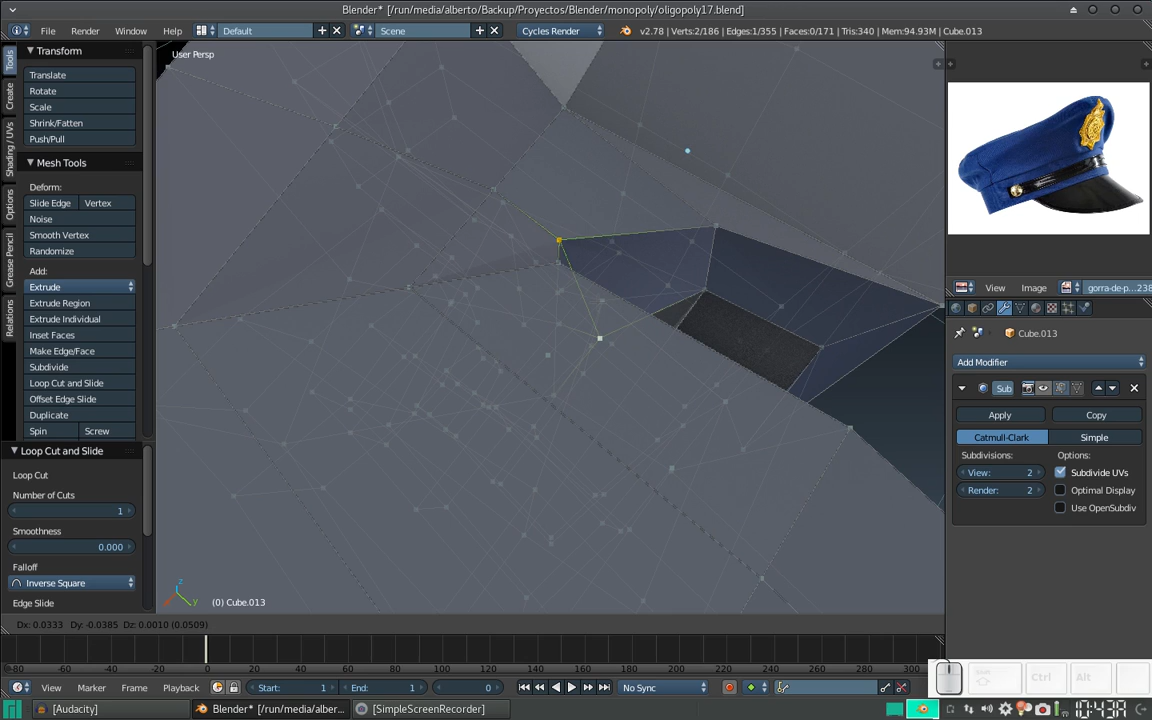 Blender* [/run/media/alberto/Backup/Proyectos/Blender/monopoly/oligopoly17.blend]
File Render Window Help Default Scene Cycles Render v2.78 | Verts:2/186 | Edges:1/355 | Faces:0/171 | Tris:340 | Mem:94.93M | Cube.013
Tools
Create
Shading / UVs
Options
Grease Pencil
Relations
Transform
Translate
Rotate
Scale
Shrink/Fatten
Push/Pull
Mesh Tools
Deform:
Slide Edge Vertex
Noise
Smooth Vertex
Randomize
Add:
Extrude
Extrude Region
Extrude Individual
Inset Faces
Make Edge/Face
Subdivide
Loop Cut and Slide
Offset Edge Slide
Duplicate
Spin Screw
Loop Cut and Slide
Loop Cut
Number of Cuts
1
Smoothness
0.000
Falloff
Inverse Square
Edge Slide
User Persp
z
y
(0) Cube.013
Dx: 0.0333 Dy: -0.0385 Dz: 0.0010 (0.0509)
View Image gorra-de-p...238
Cube.013
Add Modifier
Sub
Apply Copy
Catmull-Clark Simple
Subdivisions: Options:
View: 2 Subdivide UVs
Render: 2 Optimal Display
Use OpenSubdiv
-80 -60 -40 -20 0 20 40 60 80 100 120 140 160 180 200 220 240 260 280 300
View Marker Frame Playback Start: 1 End: 1 0 No Sync
Ctrl Alt
[Audacity] Blender* [/run/media/alber... [SimpleScreenRecorder] 10:43A